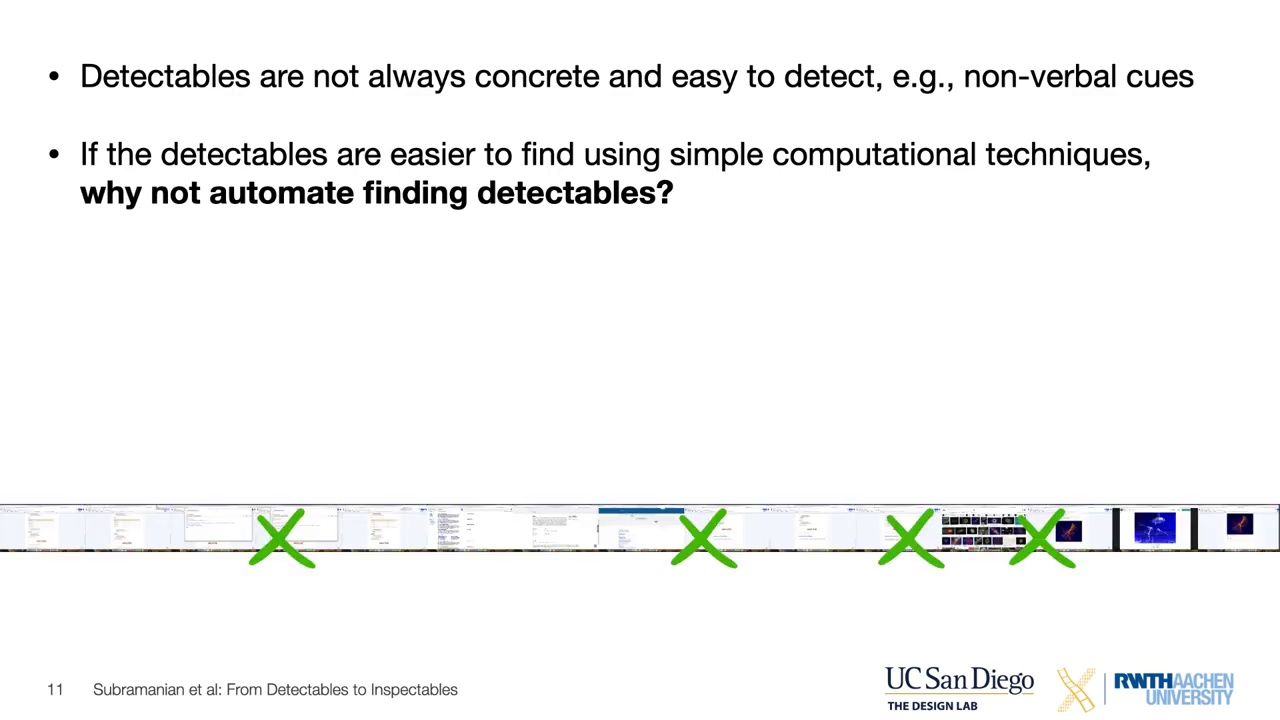 • Detectables are not always concrete and easy to detect, e.g., non-verbal cues
• If the detectables are easier to find using simple computational techniques,
why not automate finding detectables?
11 Subramanian et al: From Detectables to Inspectables
UC San Diego
THE DESIGN LAB
RWTH AACHEN
UNIVERSITY